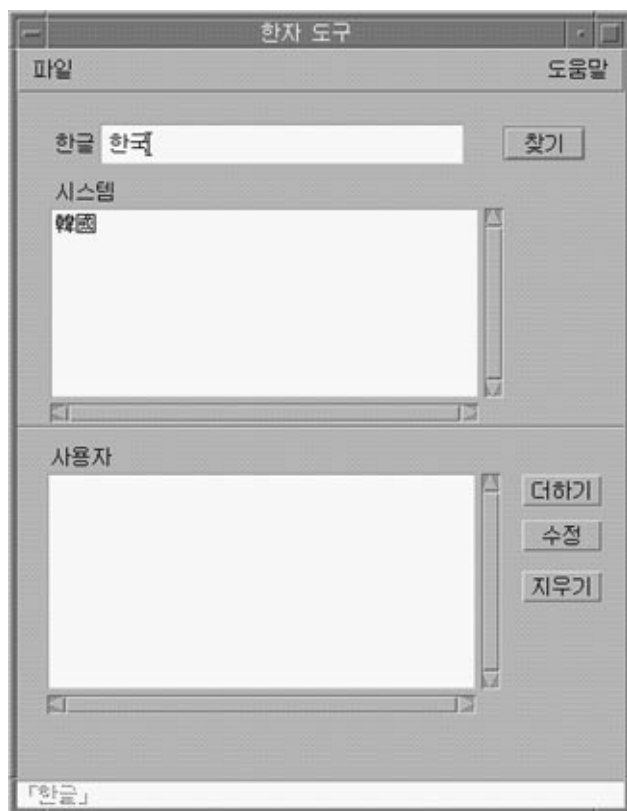 한자 도구
파일 도움말
한글 한국 찾기
시스템
韓國
사용자
더하기
수정
지우기
「한글」